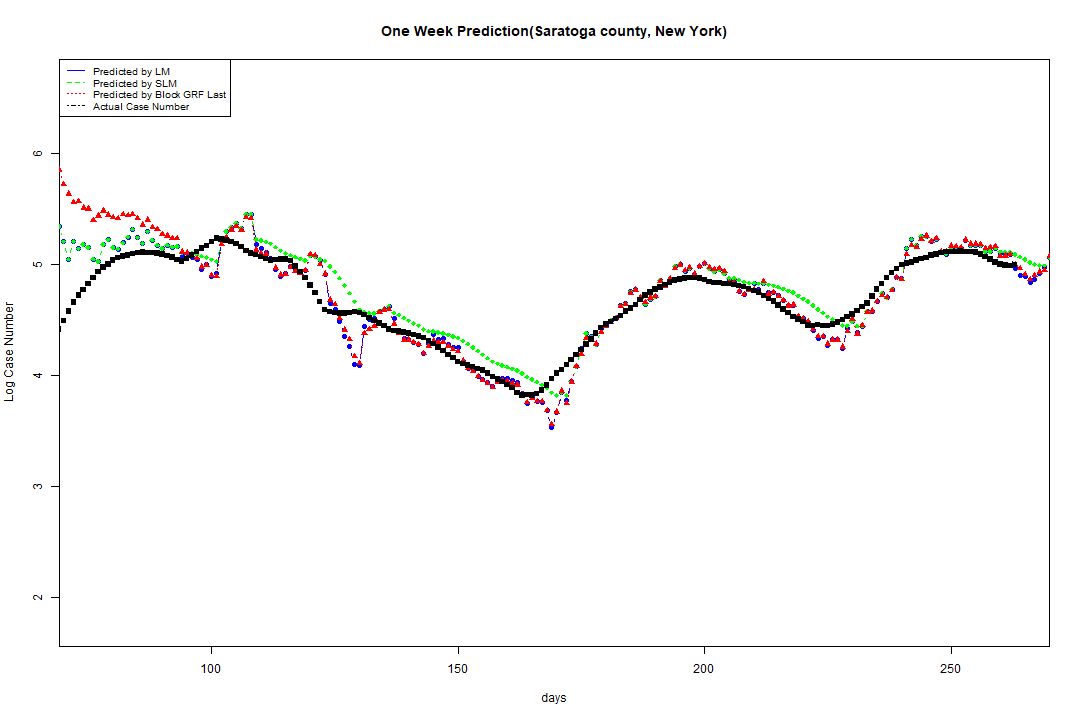 One Week Prediction(Saratoga county, New York)
Predicted by LM
Predicted by SLM
Predicted by Block GRF Last
Actual Case Number
6
5
4
3
2
Log Case Number
100 150 200 250
days